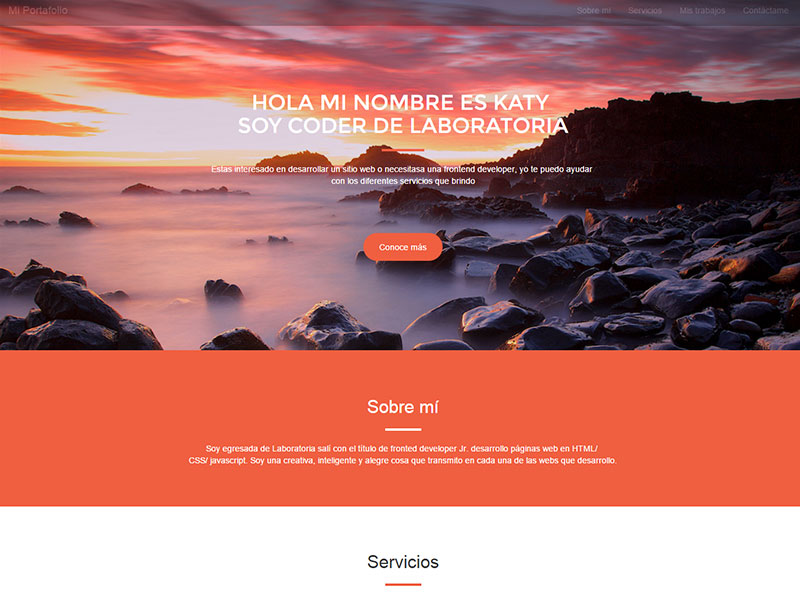 Mi Portafolio
Sobre mí Servicios Mis trabajos Contáctame
HOLA MI NOMBRE ES KATY
SOY CODER DE LABORATORIA
Estas interesado en desarrollar un sitio web o necesitasa una frontend developer, yo te puedo ayudar
con los diferentes servicios que brindo
Conoce más
Sobre mí
Soy egresada de Laboratoria salí con el título de fronted developer Jr. desarrollo páginas web en HTML/
CSS/ javascript. Soy una creativa, inteligente y alegre cosa que transmito en cada una de las webs que desarrollo.
Servicios